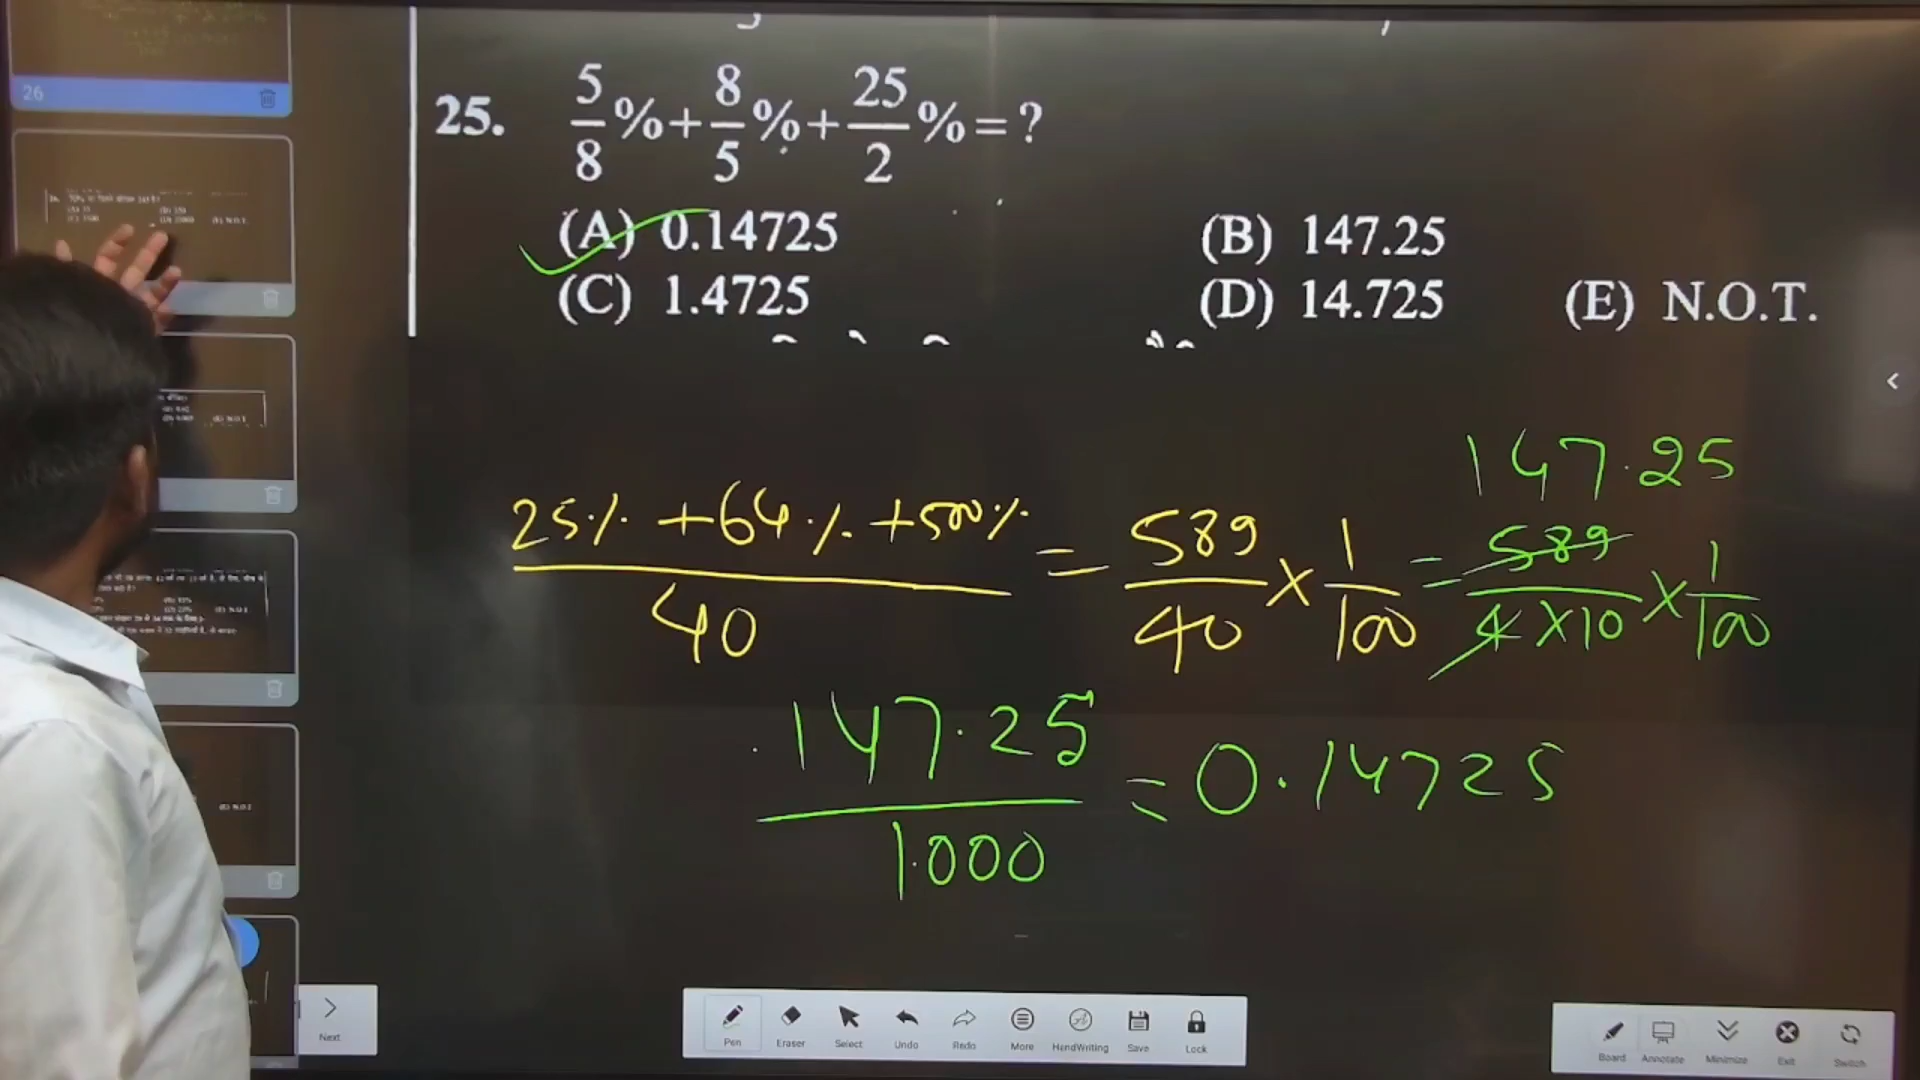 26
25. 5/8 % + 8/5 % + 25/2 % = ?
(A) 0.14725 (B) 147.25
(C) 1.4725 (D) 14.725 (E) N.O.T.
147.25
25% + 64% + 500% / 40 = 589/40 × 1/100 = 589/4×10 × 1/100
147.25/1000 = 0.14725
Next
Pen Eraser Select Undo Redo More HandWriting Save Lock
Board Annotate Minimize Exit Switch